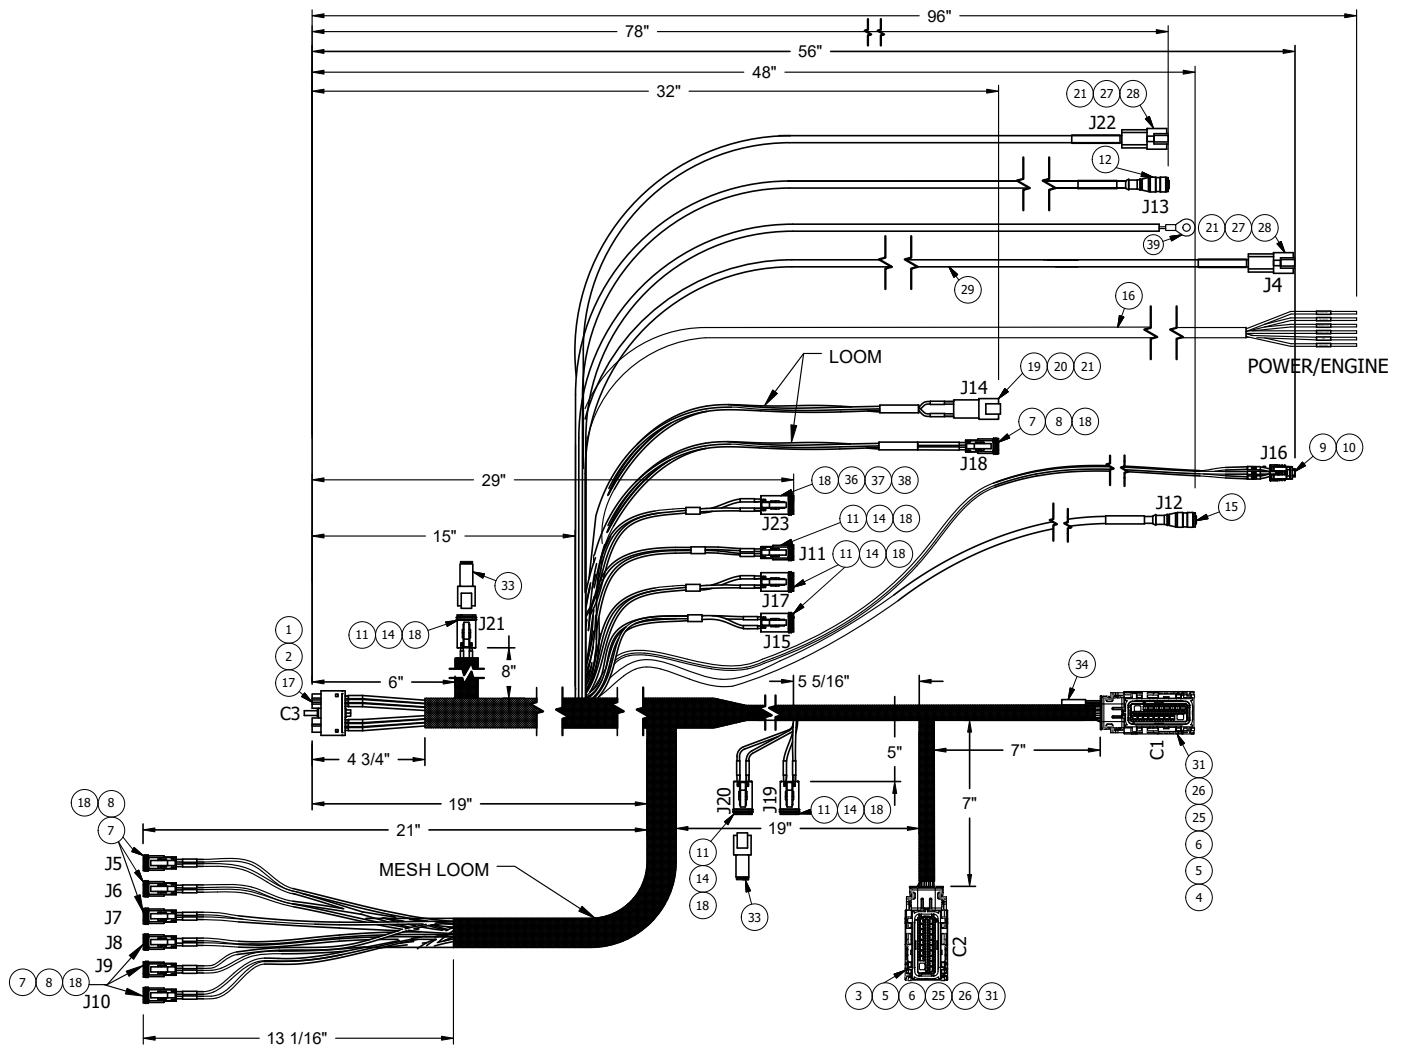 96"
78"
56"
48"
32"
21 27 28
J22
12
J13
39
21 27 28
J4
29
16
POWER/ENGINE
LOOM
J14
19 20 21
J18
7 8 18
J16
9 10
29"
18 36 37 38
J23
J12
15
15"
11 14 18
J11
11 14 18
J17
33
J15
J21
11 14 18
8"
1
2
17
C3
6"
5 5/16"
34
4 3/4"
5"
7"
C1
31
26
25
6
5
4
19"
J20
J19
11 14 18
7"
21"
19"
18 8
7
MESH LOOM
11
14
18
33
J5
J6
J7
J8
J9
J10
7 8 18
C2
3 5 6 25 26 31
13 1/16"